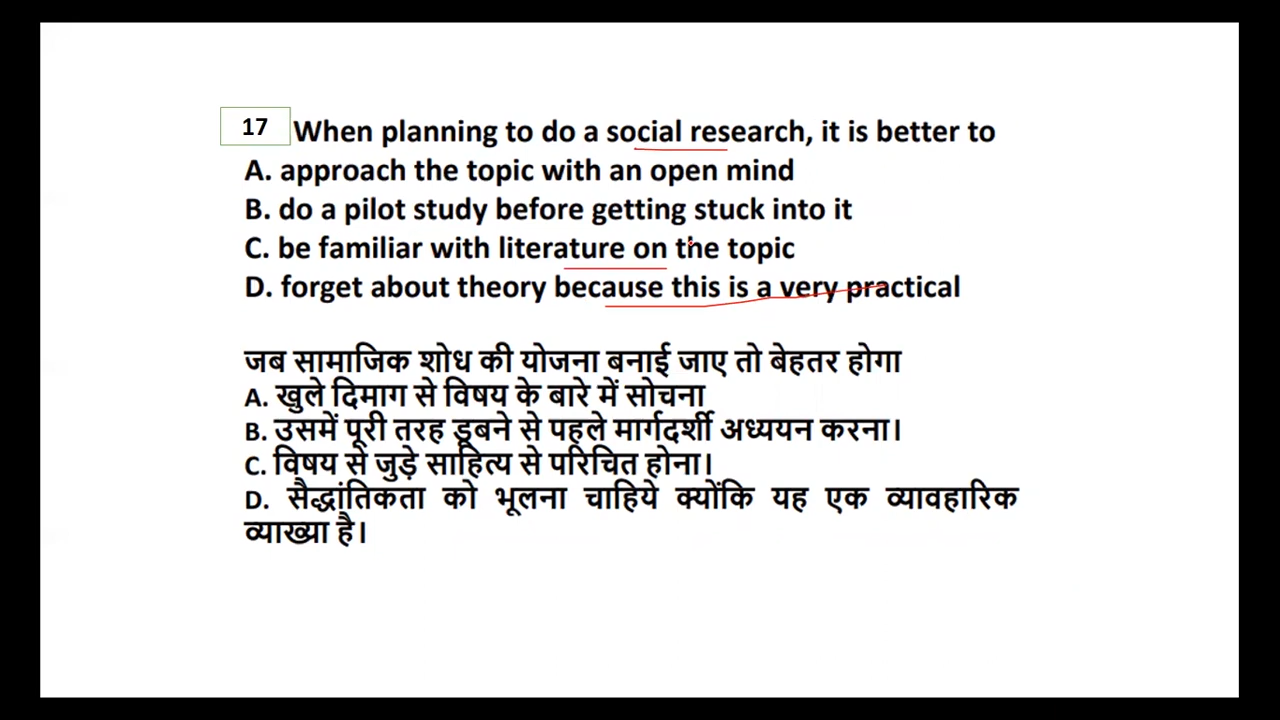 17 When planning to do a social research, it is better to
A. approach the topic with an open mind
B. do a pilot study before getting stuck into it
C. be familiar with literature on the topic
D. forget about theory because this is a very practical
जब सामाजिक शोध की योजना बनाई जाए तो बेहतर होगा
A. खुले दिमाग से विषय के बारे में सोचना
B. उसमें पूरी तरह डूबने से पहले मार्गदर्शी अध्ययन करना।
C. विषय से जुड़े साहित्य से परिचित होना।
D. सैद्धांतिकता को भूलना चाहिये क्योंकि यह एक व्यावहारिक
व्याख्या है।